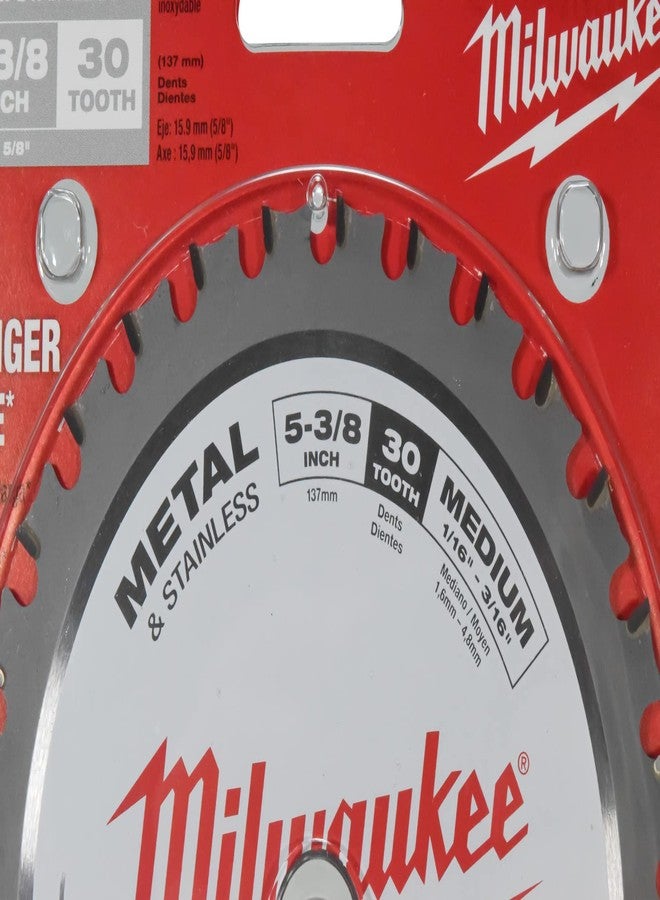 inoxydable
3/8
NCH
30
TOOTH
5/8"
(137 mm)
Dents
Dientes
Eje: 15.9 mm (5/8")
Axe : 15,9 mm (5/8")
Milwaukee
NGER
E*
METAL
& STAINLESS
5-3/8
INCH
137mm
30
TOOTH
Dents
Dientes
MEDIUM
1/16" - 3/16"
Mediano / Moyen
1,6mm - 4,8mm
Milwaukee®